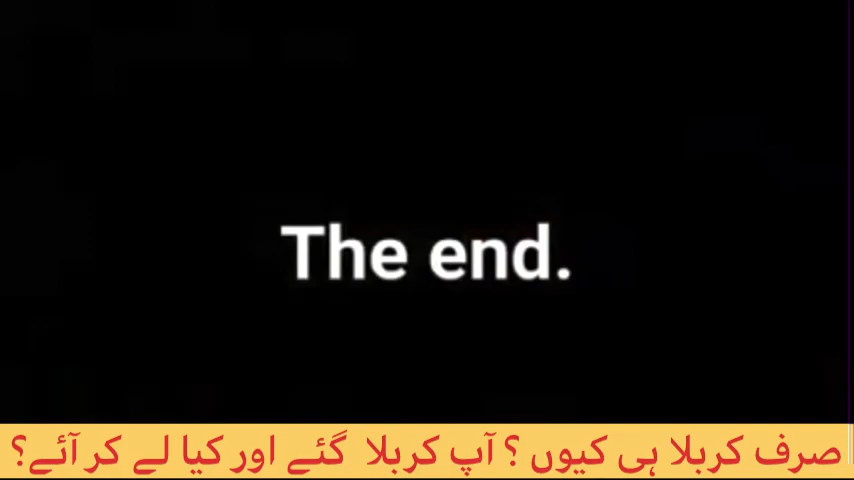 The end.
صرف کربلا ہی کیوں ؟ آپ کربلا گئے اور کیا لے کر آئے؟